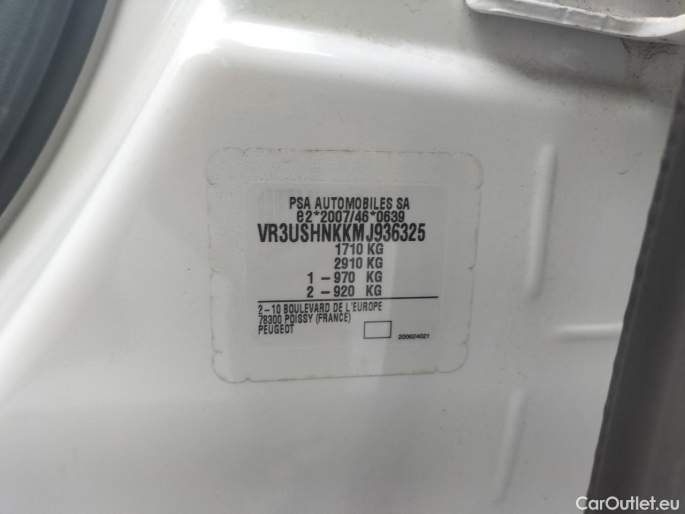 PSA AUTOMOBILES SA
e2*2007/46*0639
VR3USHNKKMJ936325
1710 KG
2910 KG
1 – 970 KG
2 – 920 KG
2 – 10 BOULEVARD DE L'EUROPE
78300 POISSY (FRANCE)
PEUGEOT
200604021
CarOutlet.eu